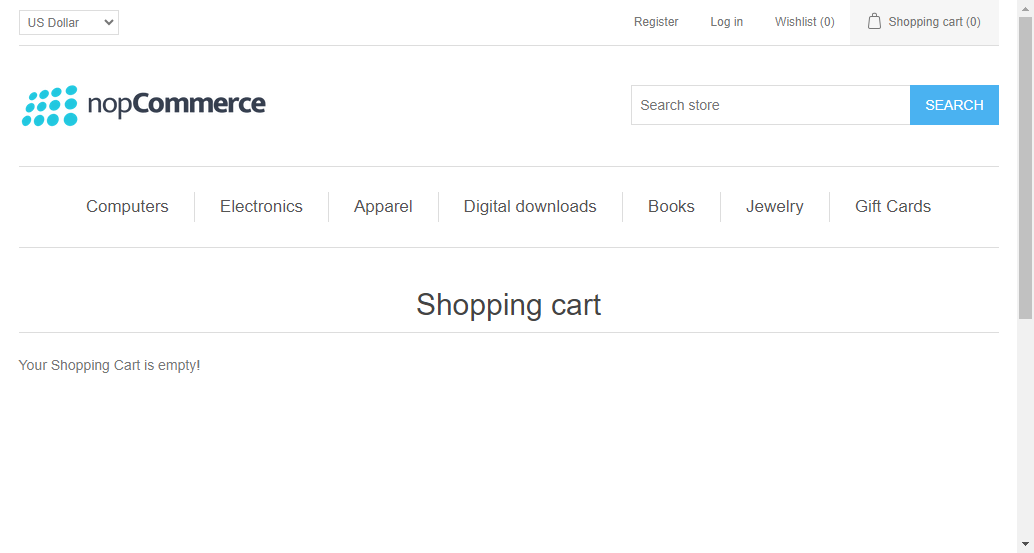 US Dollar Register Log in Wishlist (0) Shopping cart (0)
nopCommerce Search store SEARCH
Computers Electronics Apparel Digital downloads Books Jewelry Gift Cards
Shopping cart
Your Shopping Cart is empty!